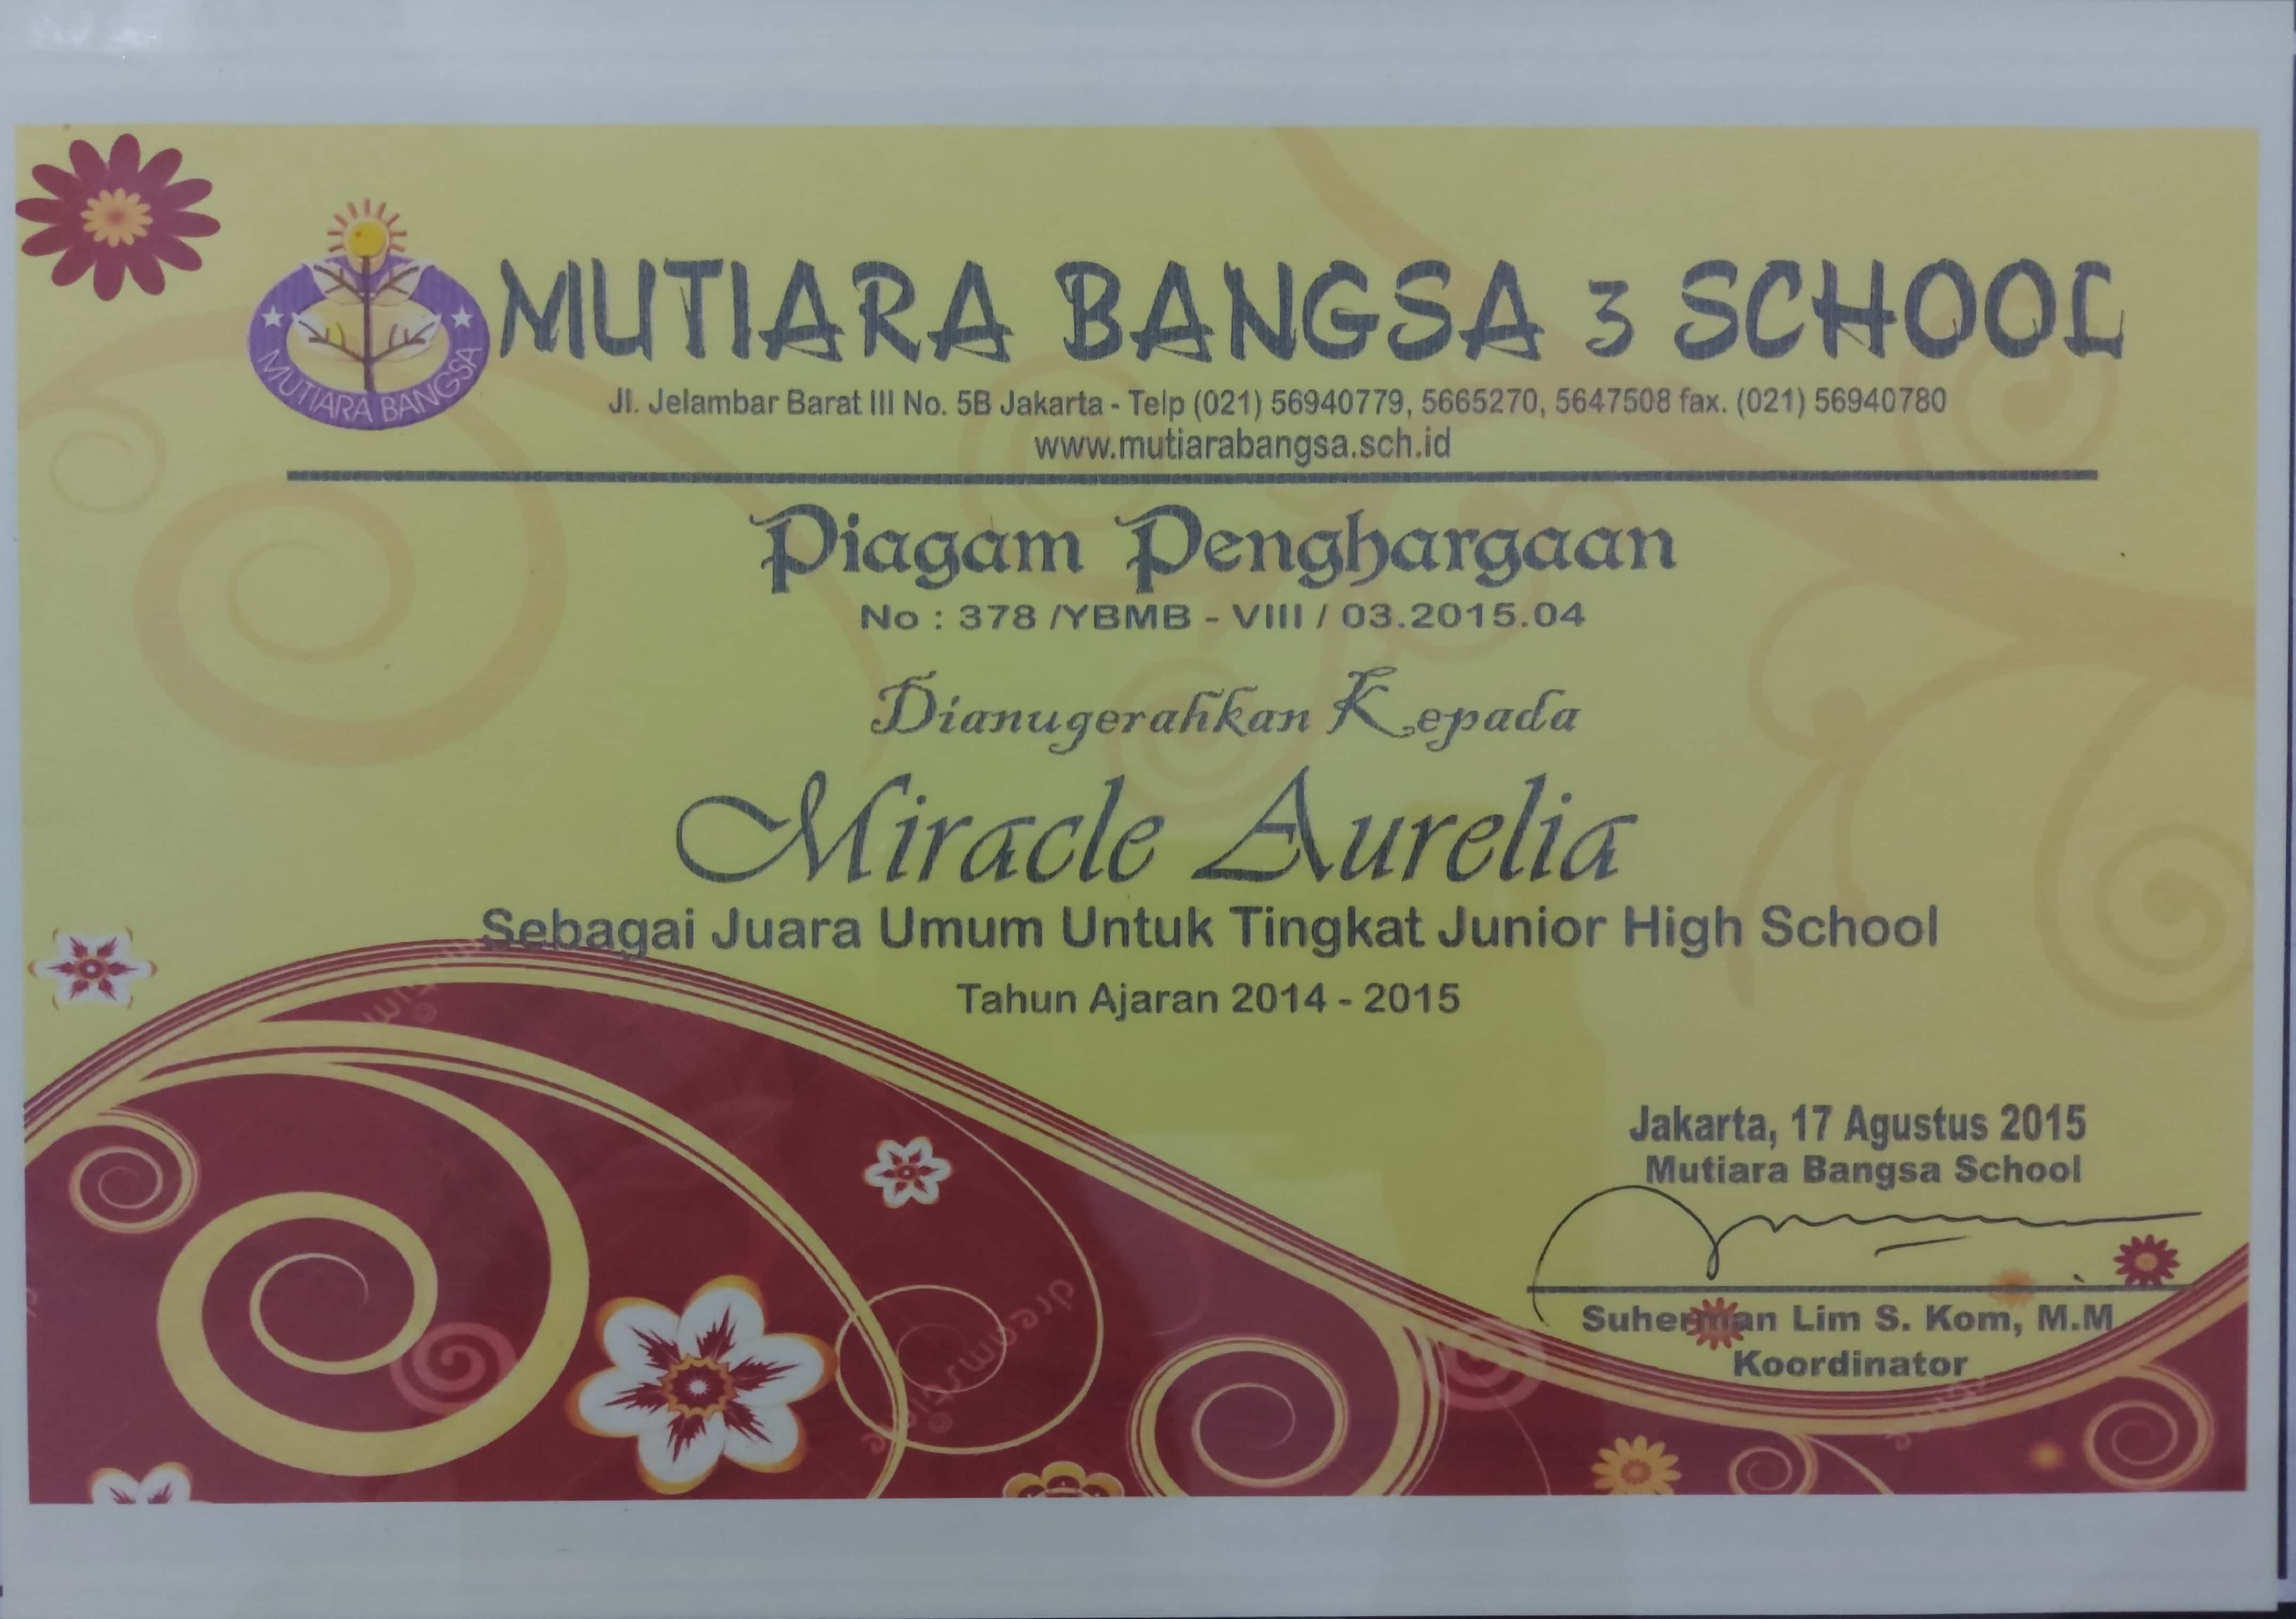 MUTIARA BANGSA
MUTIARA BANGSA 3 SCHOOL
Jl. Jelambar Barat III No. 5B Jakarta - Telp (021) 56940779, 5665270, 5647508 fax. (021) 56940780
www.mutiarabangsa.sch.id
Piagam Penghargaan
No : 378 /YBMB - VIII / 03.2015.04
Dianugerahkan Kepada
Miracle Aurelia
Sebagai Juara Umum Untuk Tingkat Junior High School
Tahun Ajaran 2014 - 2015
Jakarta, 17 Agustus 2015
Mutiara Bangsa School
Suherman Lim S. Kom, M.M
Koordinator
dreamstime